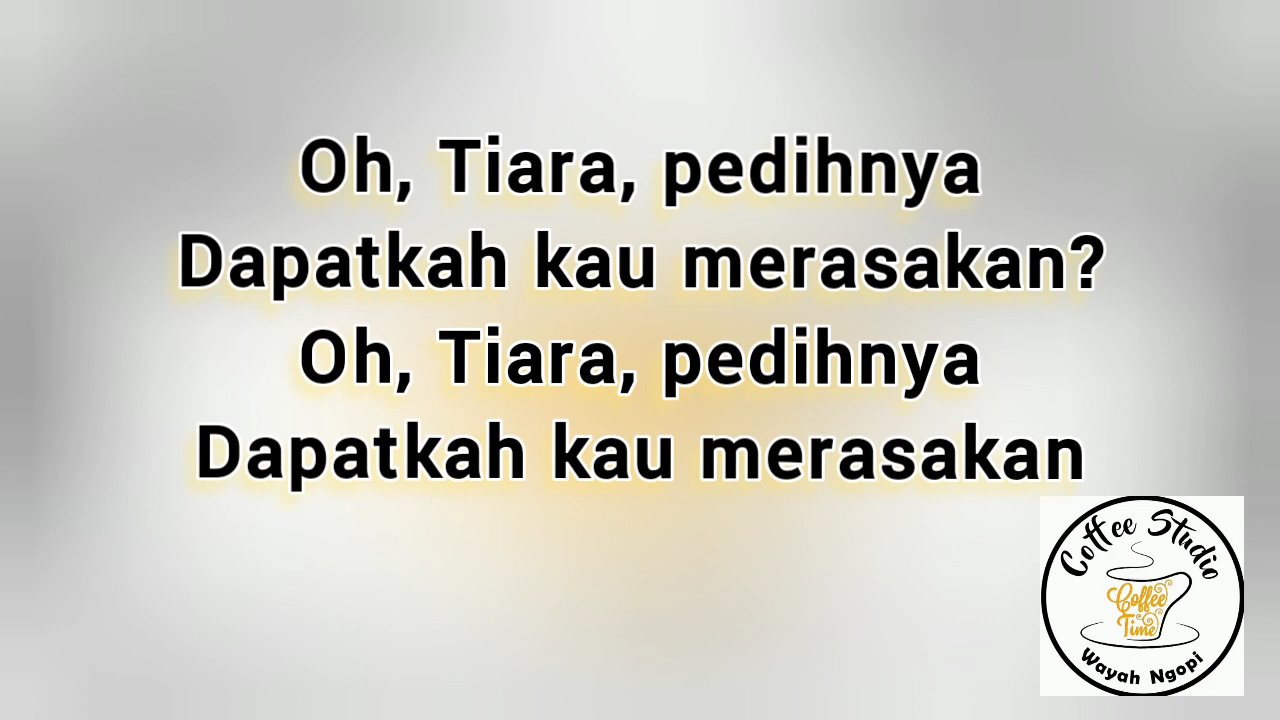 Oh, Tiara, pedihnya
Dapatkah kau merasakan?
Oh, Tiara, pedihnya
Dapatkah kau merasakan
Coffee Studio
Coffee
Time
Wayah Ngopi